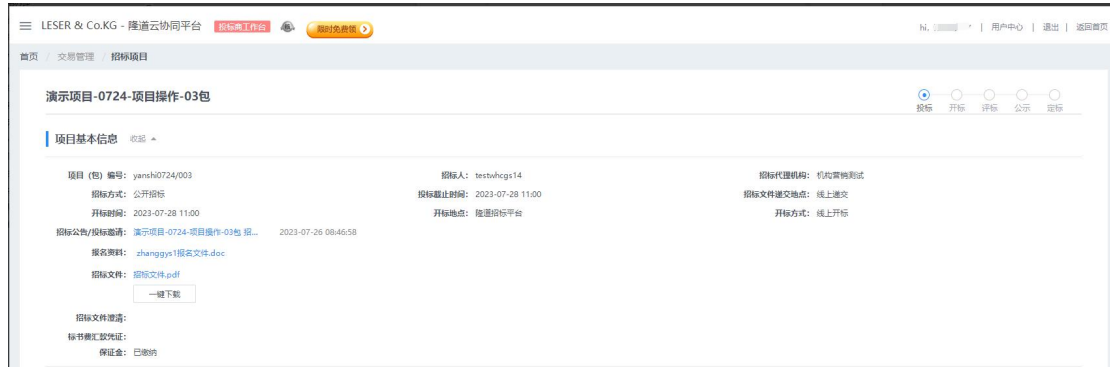 LESER & Co.KG - 隆道云协同平台 投标商工作台 限时免费领 hi, | 用户中心 | 退出 | 返回首页
首页 / 交易管理 / 招标项目
演示项目-0724-项目操作-03包
投标 开标 评标 公示 定标
项目基本信息 收起
项目 (包) 编号: yanshi0724/003 招标人: testwhcgs14 招标代理机构: 机构营销测试
招标方式: 公开招标 投标截止时间: 2023-07-28 11:00 招标文件递交地点: 线上递交
开标时间: 2023-07-28 11:00 开标地点: 隆道招标平台 开标方式: 线上开标
招标公告/投标邀请: 演示项目-0724-项目操作-03包 招... 2023-07-26 08:46:58
报名资料: zhanggys1报名文件.doc
招标文件: 招标文件.pdf
一键下载
招标文件澄清:
标书费汇款凭证:
保证金: 已缴纳